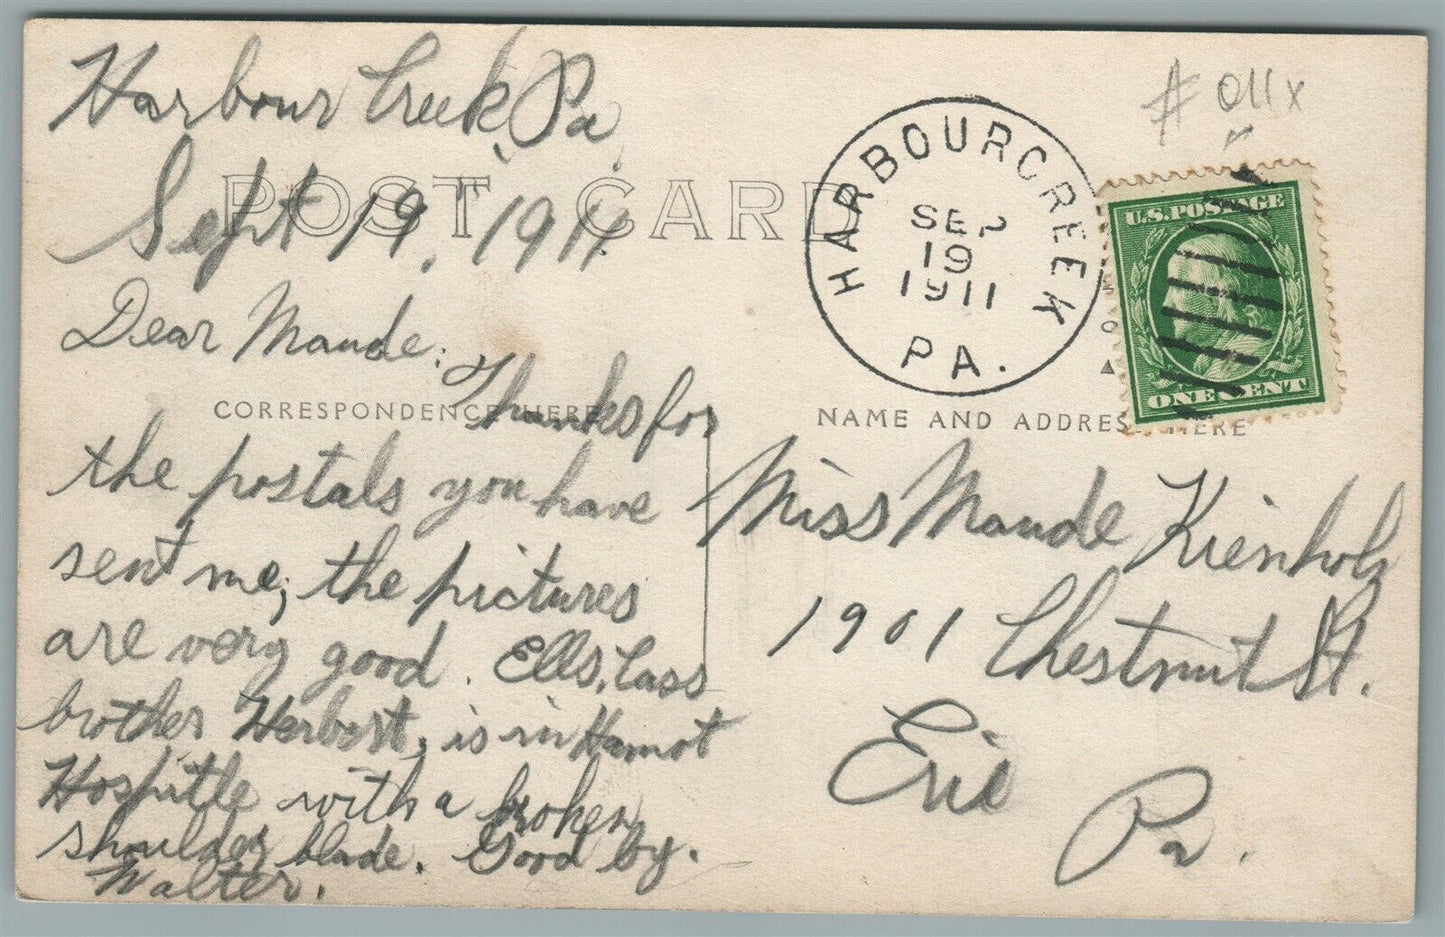 Harbour Creek, Pa
Sept 19, 1911.
Dear Maude:
Thanks for
the postals you have
sent me; the pictures
are very good.
brother Herbert, is in Hamot
Hospitle with a broken
shoulder blade. Good by.
Walter.
POST CARD
CORRESPONDENCE HERE
NAME AND ADDRESS HERE
HARBOURCREEK
SEP
19
1911
PA.
U.S. POSTAGE
ONE CENT
# 011x
Miss Maude Kienholz
1901 Chestnut St.
Erie
Pa.